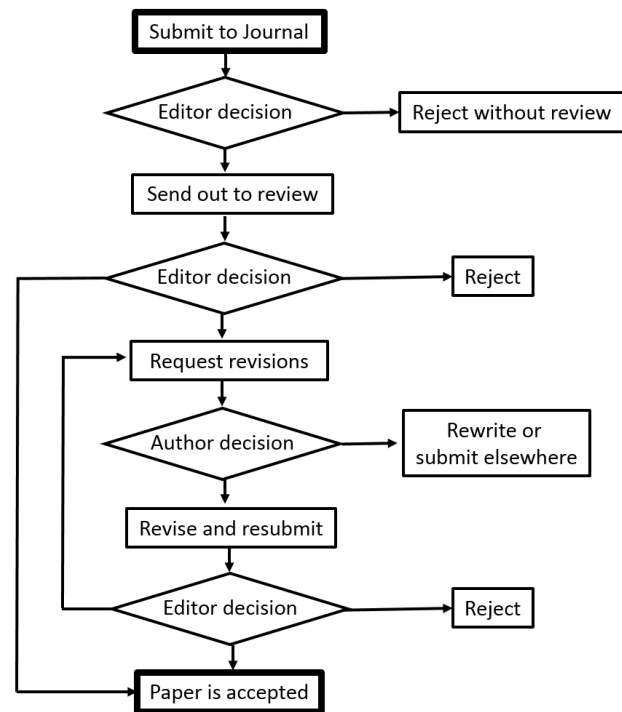 Submit to Journal
Editor decision
Reject without review
Send out to review
Editor decision
Reject
Request revisions
Author decision
Rewrite or
submit elsewhere
Revise and resubmit
Editor decision
Reject
Paper is accepted